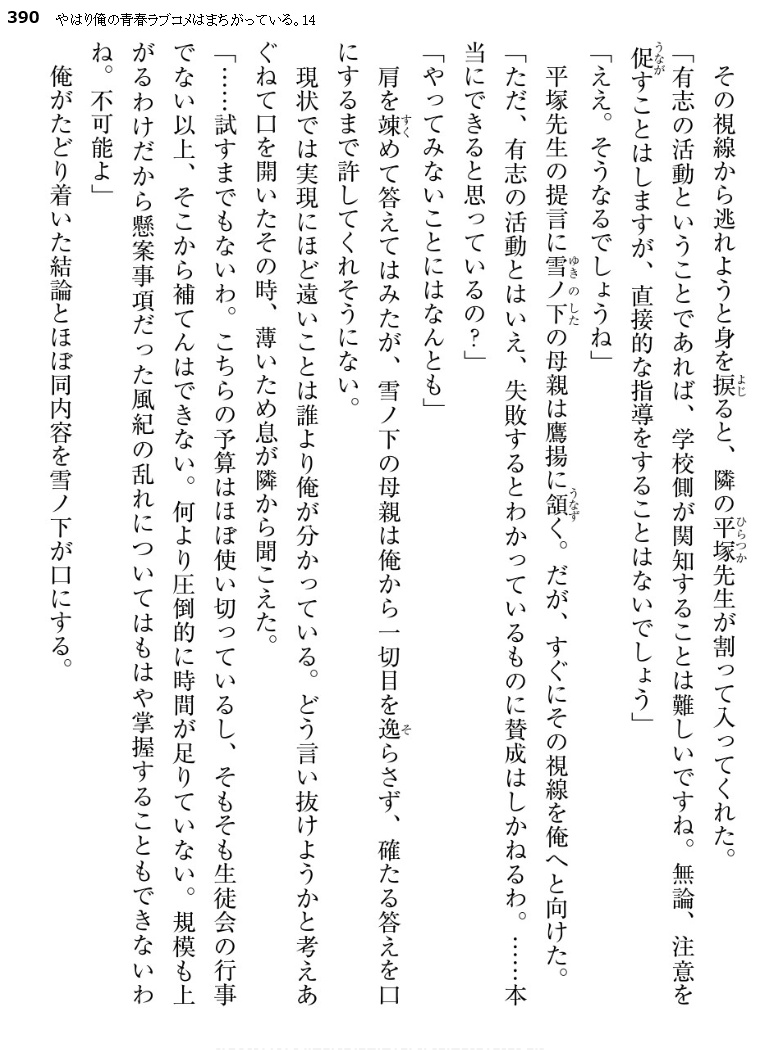 390 やはり俺の青春ラブコメはまちがっている。14
その視線から逃れようと身を捩ると、隣の平塚先生が割って入ってくれた。
「有志の活動ということであれば、学校側が関知することは難しいですね。無論、注意を
促すことはしますが、直接的な指導をすることはないでしょう」
「ええ。そうなるでしょうね」
平塚先生の提言に雪ノ下の母親は鷹揚に頷く。だが、すぐにその視線を俺へと向けた。
「ただ、有志の活動とはいえ、失敗するとわかっているものに賛成はしかねるわ。……本
当にできると思っているの？」
「やってみないことにはなんとも」
肩を竦めて答えてはみたが、雪ノ下の母親は俺から一切目を逸らさず、確たる答えを口
にするまで許してくれそうにない。
現状では実現にほど遠いことは誰より俺が分かっている。どう言い抜けようかと考えあ
ぐねて口を開いたその時、薄いため息が隣から聞こえた。
「……試すまでもないわ。こちらの予算はほぼ使い切っているし、そもそも生徒会の行事
でない以上、そこから補てんはできない。何より圧倒的に時間が足りていない。規模も上
がるわけだから懸案事項だった風紀の乱れについてはもはや掌握することもできないわ
ね。不可能よ」
俺がたどり着いた結論とほぼ同内容を雪ノ下が口にする。